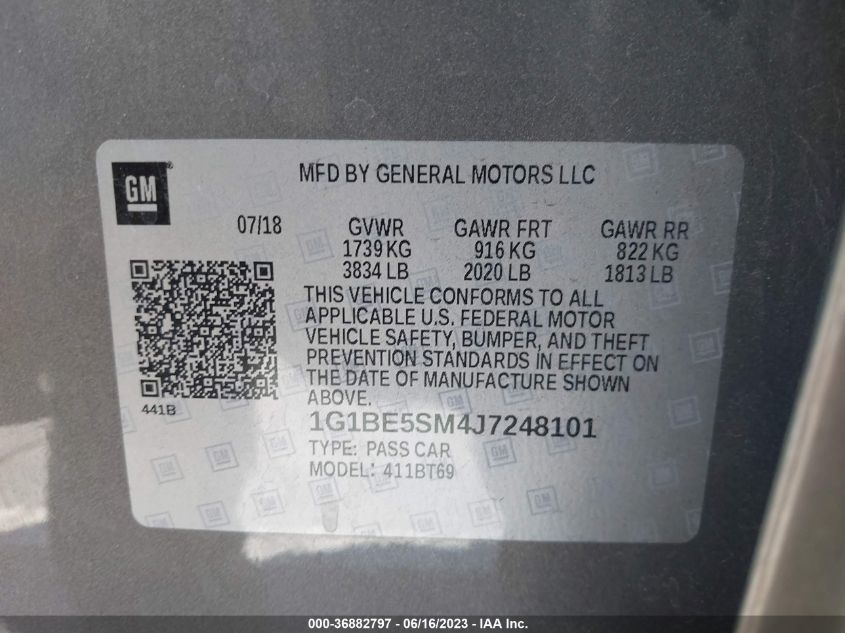 MFD BY GENERAL MOTORS LLC
GM
07/18 GVWR GAWR FRT GAWR RR
1739 KG 916 KG 822 KG
3834 LB 2020 LB 1813 LB
THIS VEHICLE CONFORMS TO ALL
APPLICABLE U.S. FEDERAL MOTOR
VEHICLE SAFETY, BUMPER, AND THEFT
PREVENTION STANDARDS IN EFFECT ON
THE DATE OF MANUFACTURE SHOWN
ABOVE.
441B
1G1BE5SM4J7248101
TYPE: PASS CAR
MODEL: 411BT69
000-36882797 - 06/16/2023 - IAA Inc.